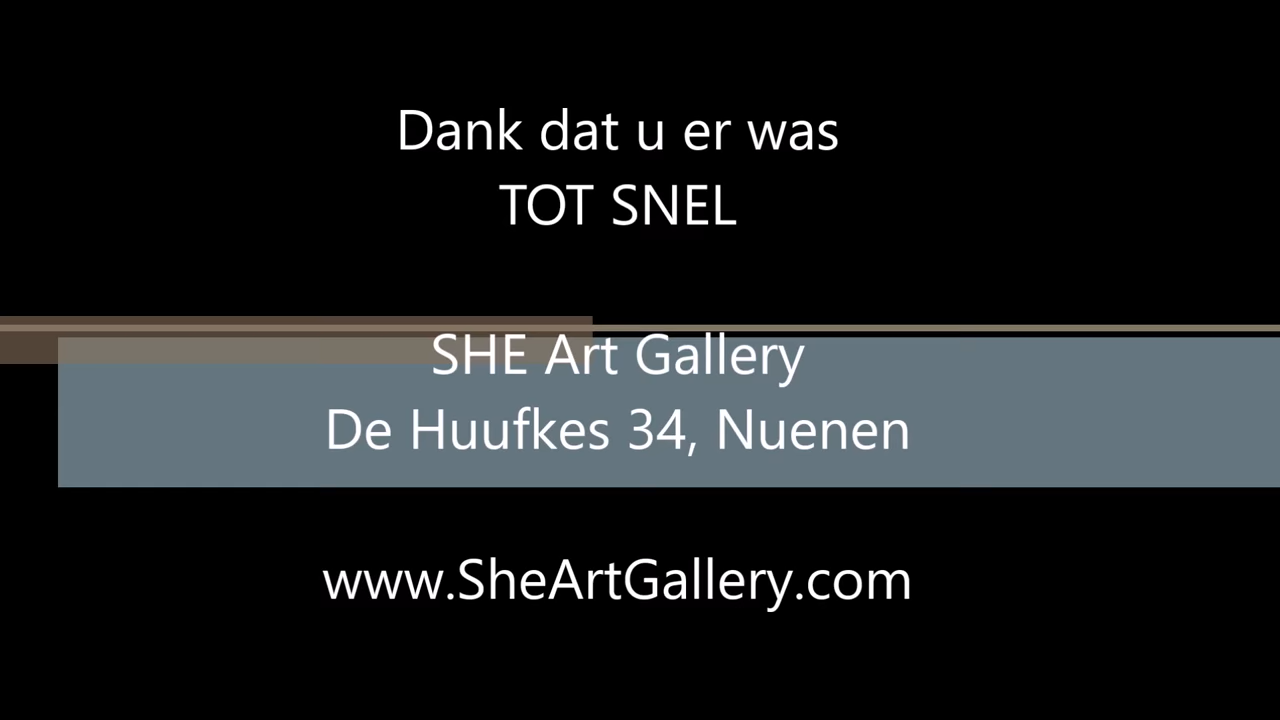 Dank dat u er was
TOT SNEL
SHE Art Gallery
De Huufkes 34, Nuenen
www.SheArtGallery.com